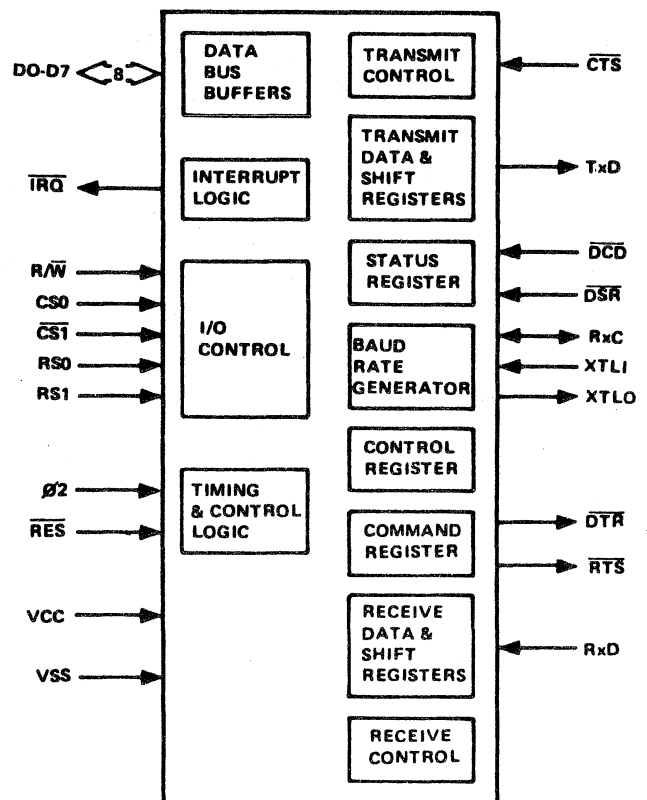 DO-D7
8
IRQ
R/W
CS0
CS1
RS0
RS1
Ø2
RES
VCC
VSS
DATA
BUS
BUFFERS
INTERRUPT
LOGIC
I/O
CONTROL
TIMING
& CONTROL
LOGIC
TRANSMIT
CONTROL
TRANSMIT
DATA &
SHIFT
REGISTERS
STATUS
REGISTER
BAUD
RATE
GENERATOR
CONTROL
REGISTER
COMMAND
REGISTER
RECEIVE
DATA &
SHIFT
REGISTERS
RECEIVE
CONTROL
CTS
TxD
DCD
DSR
RxC
XTLI
XTLO
DTR
RTS
RxD